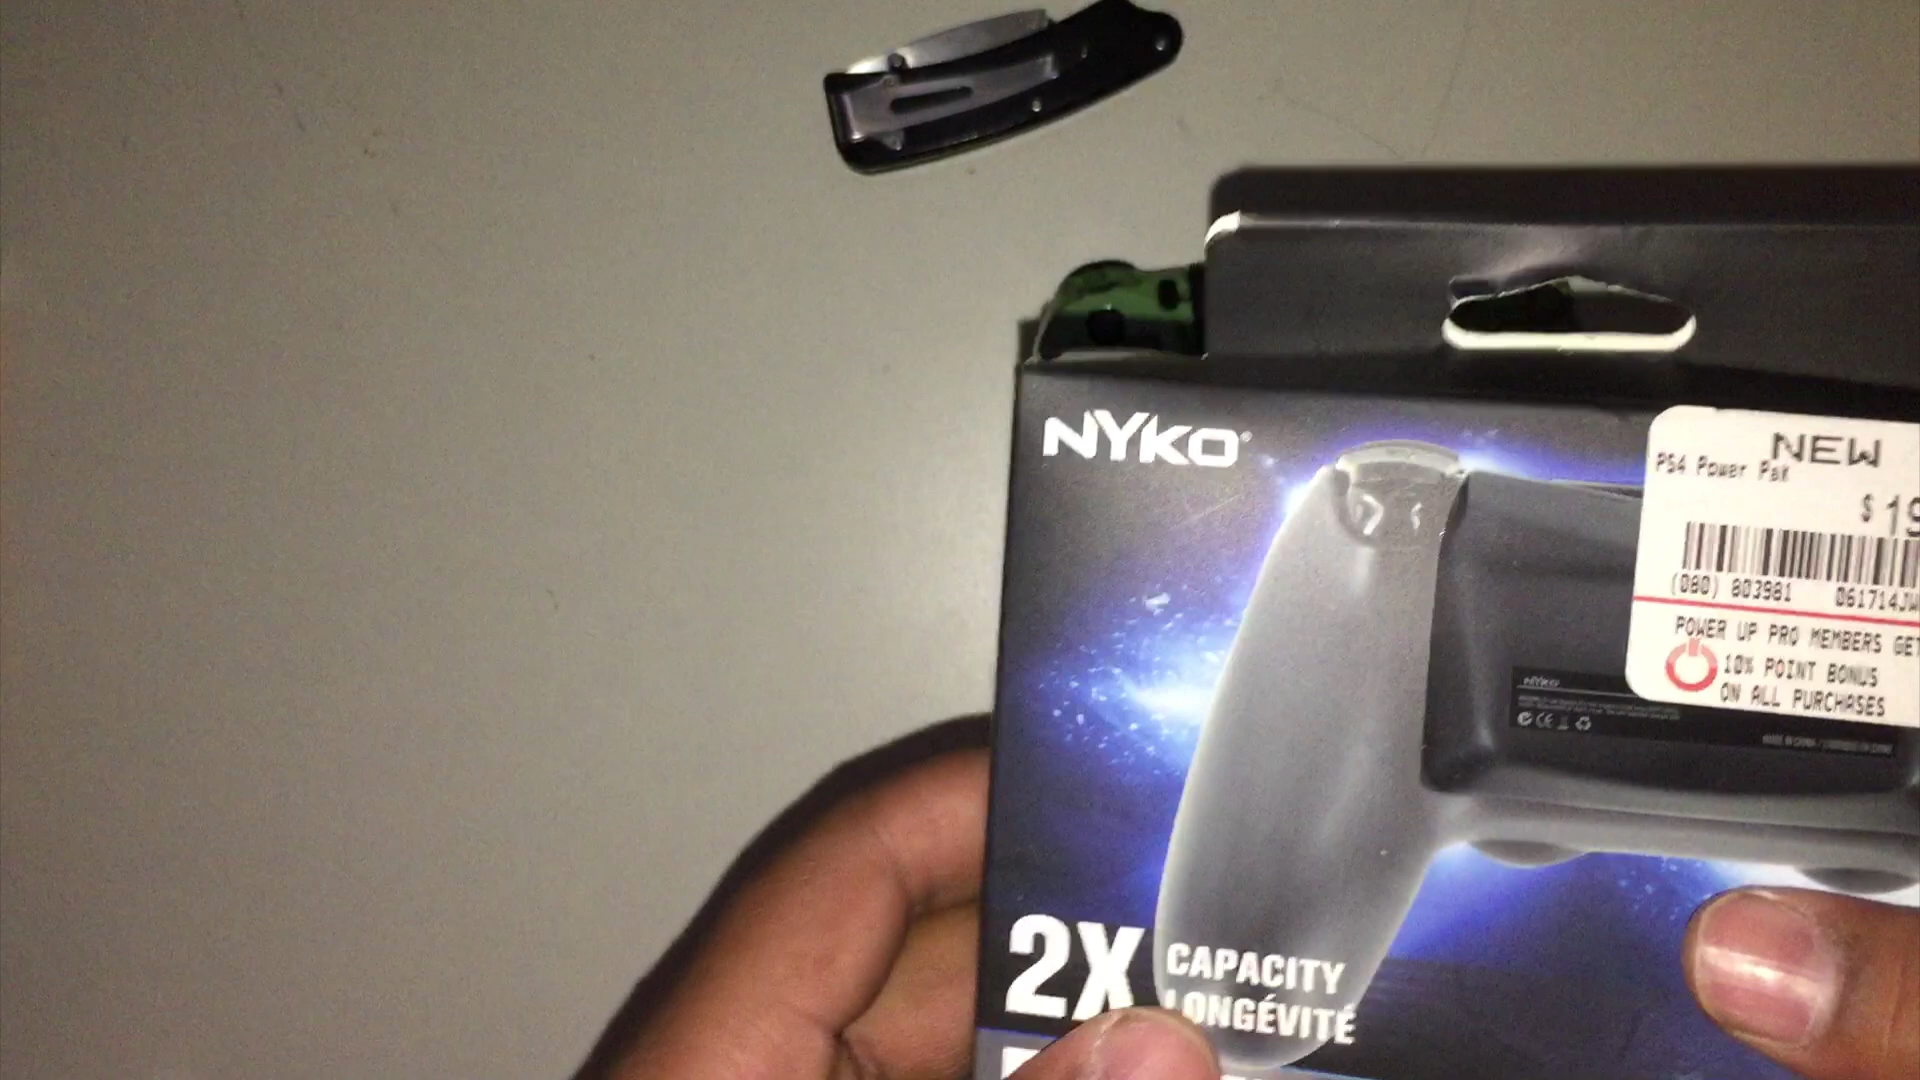 NYKO
NEW
PS4 Power Pak
$19
(080) 803981 061714JW
POWER UP PRO MEMBERS GET
10% POINT BONUS
ON ALL PURCHASES
NYKO
2X
CAPACITY
LONGÉVITÉ